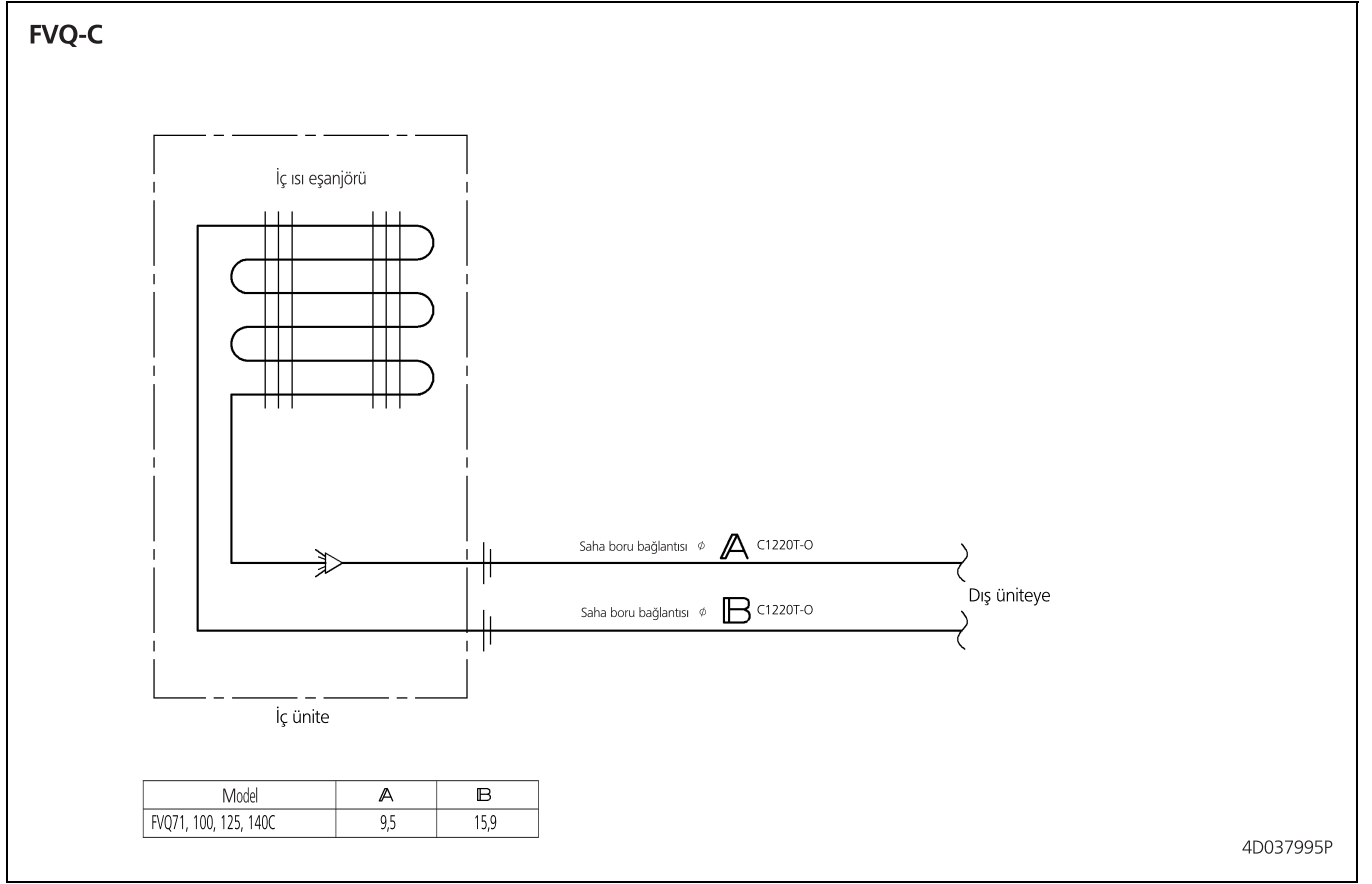 FVQ-C
İç ısı eşanjörü
Saha boru bağlantısı ϕ A C1220T-O
Dış üniteye
Saha boru bağlantısı ϕ B C1220T-O
İç ünite
Model A B
FVQ71, 100, 125, 140C 9,5 15,9
4D037995P